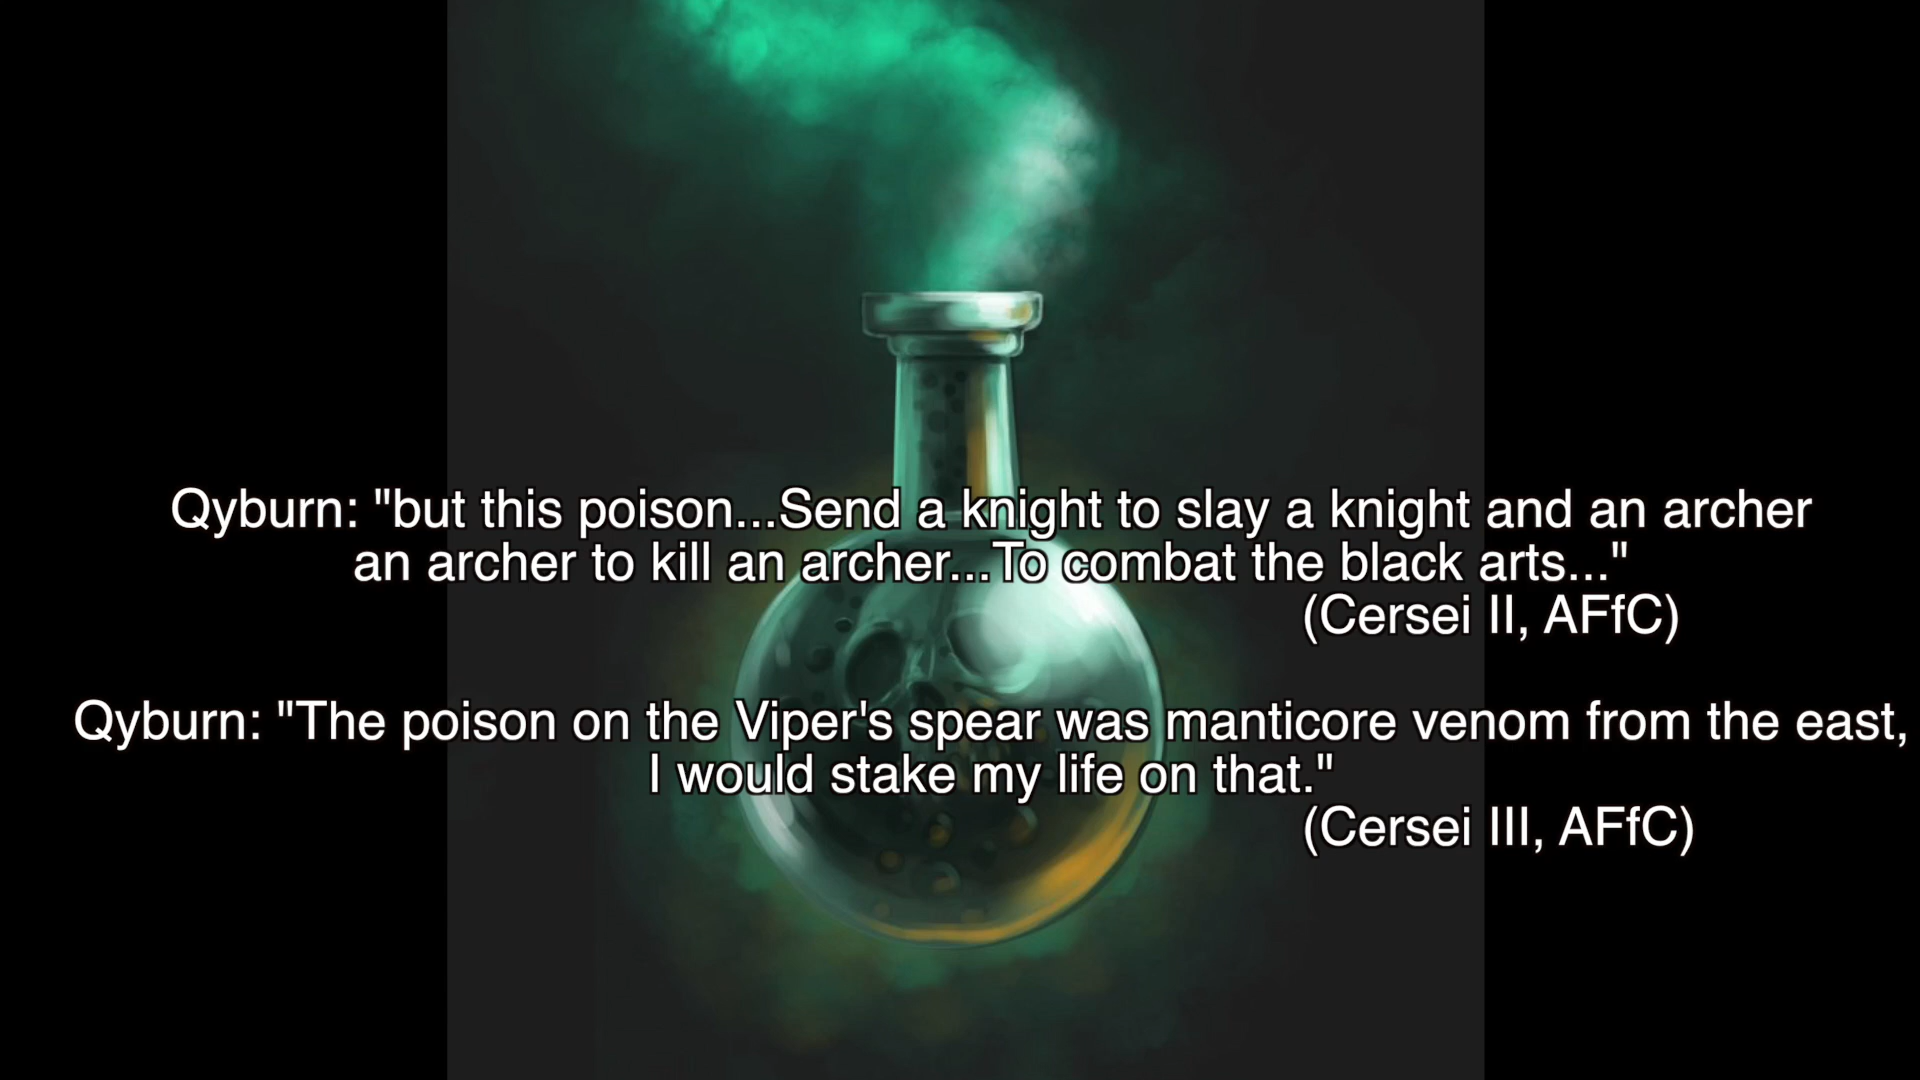 Qyburn: "but this poison...Send a knight to slay a knight and an archer
an archer to kill an archer...To combat the black arts..."
(Cersei II, AFfC)
Qyburn: "The poison on the Viper's spear was manticore venom from the east,
I would stake my life on that."
(Cersei III, AFfC)